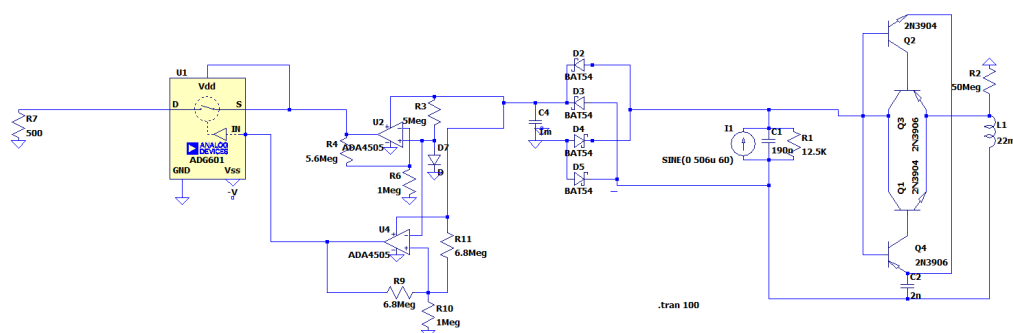 U1
Vdd
D
S
IN
ANALOG
DEVICES
ADG601
GND
Vss
-V
R7
500
R4
5.6Meg
U2
ADA4505
R3
5Meg
D7
D
R6
1Meg
U4
ADA4505
R11
6.8Meg
R9
6.8Meg
R10
1Meg
C4
1m
D2
BAT54
D3
BAT54
D4
BAT54
D5
BAT54
I1
SINE(0 506u 60)
C1
190n
R1
12.5K
.tran 100
2N3904
Q2
Q3
2N3906
Q1
2N3904
Q4
2N3906
C2
2n
R2
50Meg
L1
22m